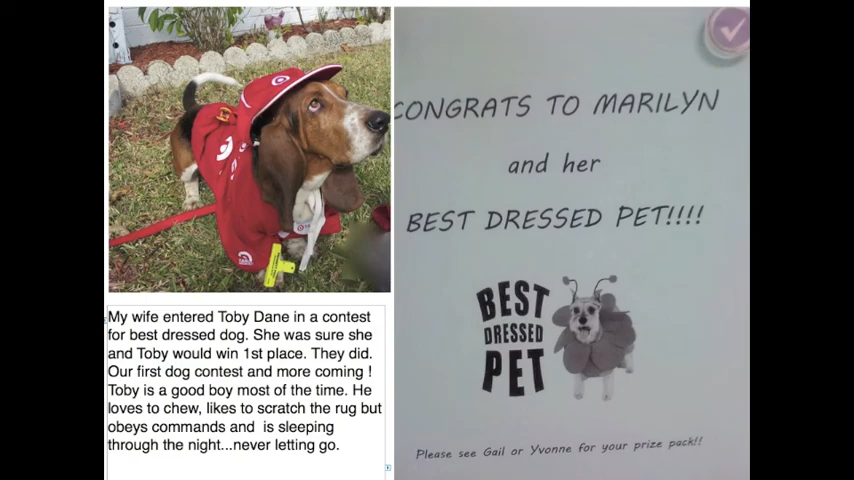 My wife entered Toby Dane in a contest
for best dressed dog. She was sure she
and Toby would win 1st place. They did.
Our first dog contest and more coming !
Toby is a good boy most of the time. He
loves to chew, likes to scratch the rug but
obeys commands and  is sleeping
through the night...never letting go.
CONGRATS TO MARILYN
and her
BEST DRESSED PET!!!!
BEST
DRESSED
PET
Please see Gail or Yvonne for your prize pack!!